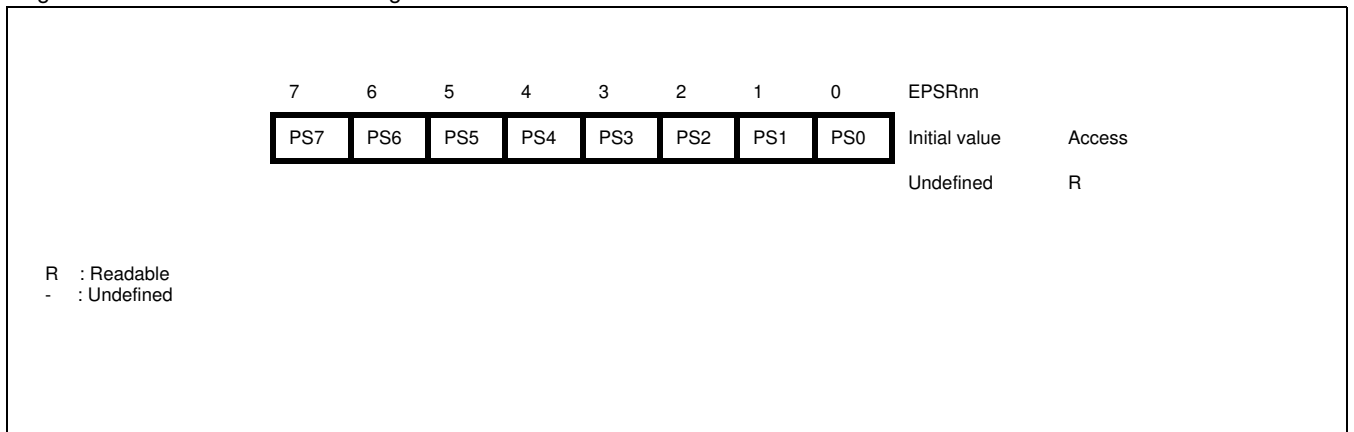 7 6 5 4 3 2 1 0 EPSRnn
PS7 PS6 PS5 PS4 PS3 PS2 PS1 PS0 Initial value Access
Undefined R
R : Readable
- : Undefined